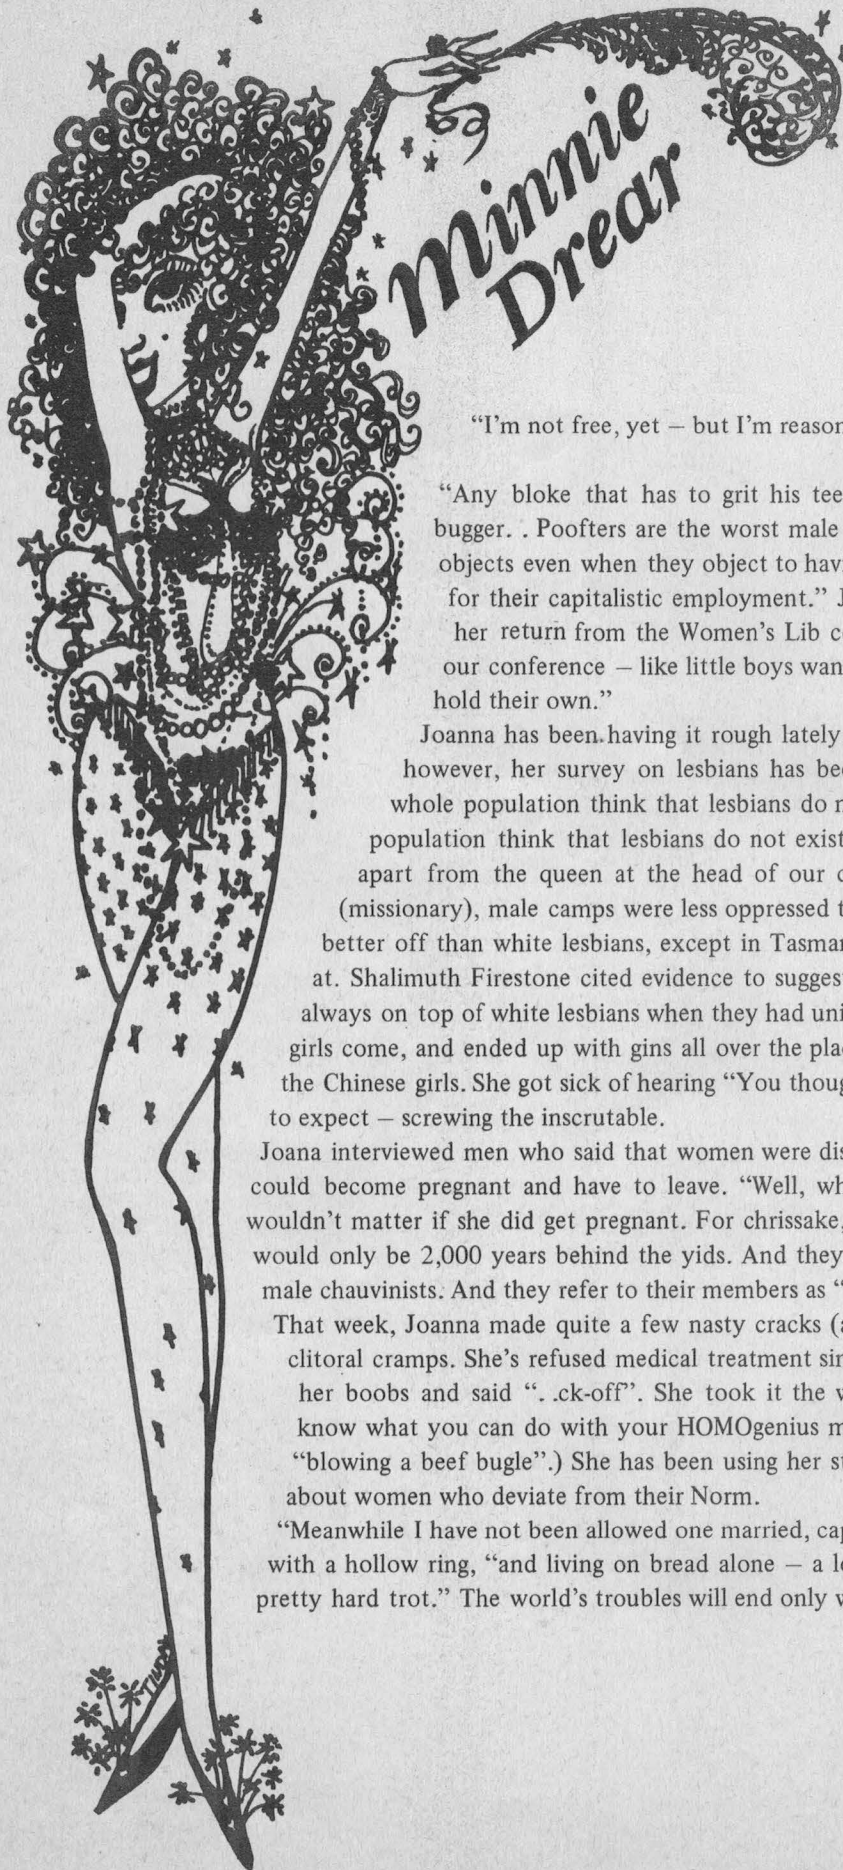 Minnie
Drear
“I'm not free, yet – but I'm reason
“Any bloke that has to grit his tee
bugger. . Poofters are the worst male
objects even when they object to hav
for their capitalistic employment.” J
her return from the Women's Lib c
our conference – like little boys wan
hold their own.”
Joanna has been having it rough lately
however, her survey on lesbians has bee
whole population think that lesbians do n
population think that lesbians do not exist
apart from the queen at the head of our c
(missionary), male camps were less oppressed t
better off than white lesbians, except in Tasman
at. Shalimuth Firestone cited evidence to sugges
always on top of white lesbians when they had uni
girls come, and ended up with gins all over the pla
the Chinese girls. She got sick of hearing “You thoug
to expect – screwing the inscrutable.
Joana interviewed men who said that women were dis
could become pregnant and have to leave. “Well, wh
wouldn't matter if she did get pregnant. For chrissake,
would only be 2,000 years behind the yids. And they
male chauvinists. And they refer to their members as “
That week, Joanna made quite a few nasty cracks (a
clitoral cramps. She's refused medical treatment sin
her boobs and said “. .ck-off”. She took it the w
know what you can do with your HOMOgenius m
“blowing a beef bugle”.) She has been using her s
about women who deviate from their Norm.
“Meanwhile I have not been allowed one married, cap
with a hollow ring, “and living on bread alone – a l
pretty hard trot.” The world's troubles will end only w